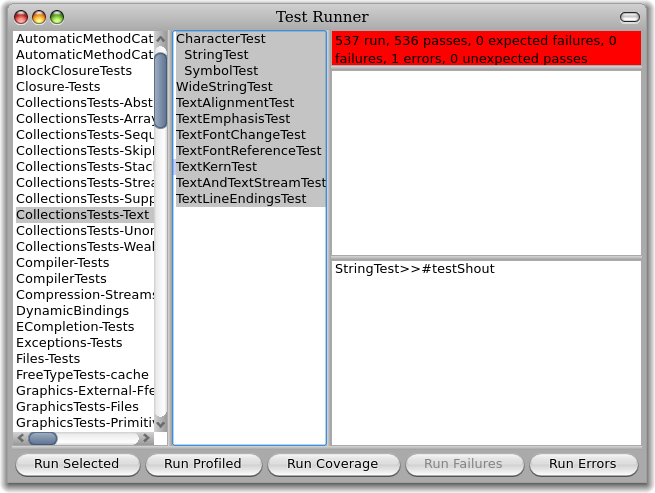 Test Runner
AutomaticMethodCat
AutomaticMethodCat
BlockClosureTests
Closure-Tests
CollectionsTests-Abst
CollectionsTests-Array
CollectionsTests-Sequ
CollectionsTests-Skipl
CollectionsTests-Stac
CollectionsTests-Strea
CollectionsTests-Supp
CollectionsTests-Text
CollectionsTests-Unor
CollectionsTests-Weal
Compiler-Tests
CompilerTests
Compression-Streams
DynamicBindings
ECompletion-Tests
Exceptions-Tests
Files-Tests
FreeTypeTests-cache
Graphics-External-Ffe
GraphicsTests-Files
GraphicsTests-Primiti
CharacterTest
StringTest
SymbolTest
WideStringTest
TextAlignmentTest
TextEmphasisTest
TextFontChangeTest
TextFontReferenceTest
TextKernTest
TextAndTextStreamTest
TextLineEndingsTest
537 run, 536 passes, 0 expected failures, 0
failures, 1 errors, 0 unexpected passes
StringTest>>#testShout
Run Selected
Run Profiled
Run Coverage
Run Failures
Run Errors